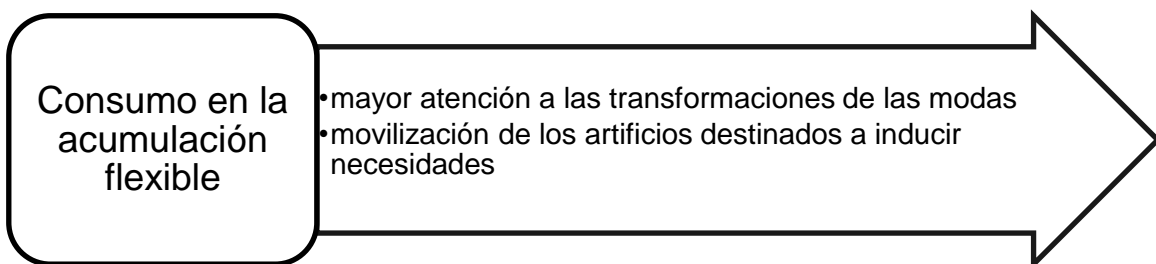 Consumo en la
acumulación
flexible
•mayor atención a las transformaciones de las modas
•movilización de los artificios destinados a inducir
necesidades